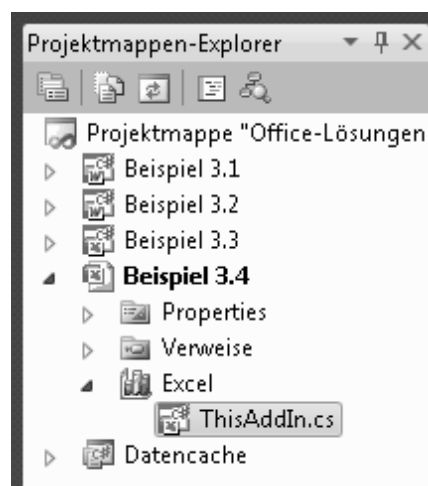 Projektmappen-Explorer
Projektmappe "Office-Lösungen
Beispiel 3.1
Beispiel 3.2
Beispiel 3.3
Beispiel 3.4
Properties
Verweise
Excel
ThisAddIn.cs
Datencache